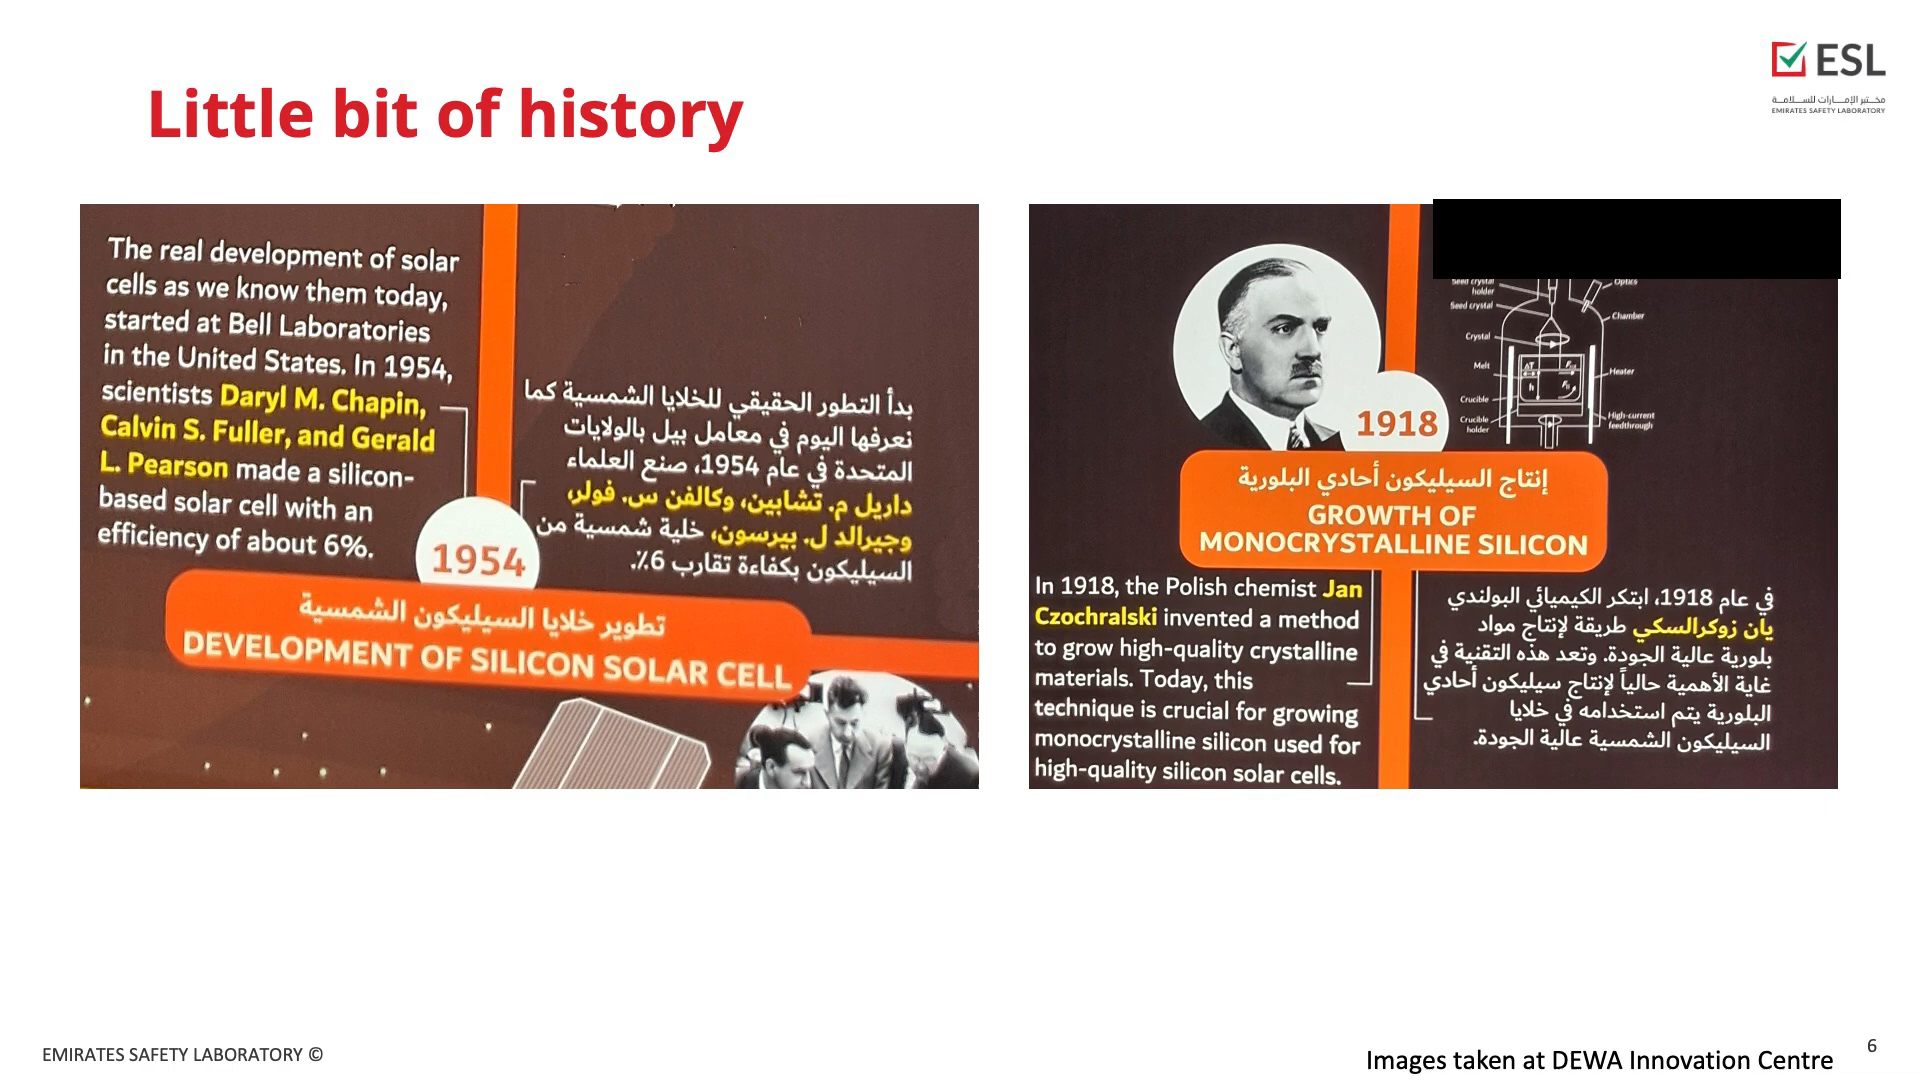 Little bit of history
ESL
مختبر الإمارات للسلامة
EMIRATES SAFETY LABORATORY
The real development of solar
cells as we know them today,
started at Bell Laboratories
in the United States. In 1954,
scientists Daryl M. Chapin,
Calvin S. Fuller, and Gerald
L. Pearson made a silicon-
based solar cell with an
efficiency of about 6%.
بدأ التطور الحقيقي للخلايا الشمسية كما
نعرفها اليوم في معامل بيل بالولايات
المتحدة في عام 1954، صنع العلماء
داريل م. تشابين، وكالفن س. فولر،
وجيرالد ل. بيرسون، خلية شمسية من
السيليكون بكفاءة تقارب 6٪.
1954
تطوير خلايا السيليكون الشمسية
DEVELOPMENT OF SILICON SOLAR CELL
Seed crystal
holder
Seed crystal
Crystal
Melt
Crucible
Crucible
holder
Optics
Chamber
Heater
High-current
feedthrough
ΔT
h
1918
إنتاج السيليكون أحادي البلورية
GROWTH OF
MONOCRYSTALLINE SILICON
In 1918, the Polish chemist Jan
Czochralski invented a method
to grow high-quality crystalline
materials. Today, this
technique is crucial for growing
monocrystalline silicon used for
high-quality silicon solar cells.
في عام 1918، ابتكر الكيميائي البولندي
يان زوكرالسكي طريقة لإنتاج مواد
بلورية عالية الجودة. وتعد هذه التقنية في
غاية الأهمية حالياً لإنتاج سيليكون أحادي
البلورية يتم استخدامه في خلايا
السيليكون الشمسية عالية الجودة.
EMIRATES SAFETY LABORATORY ©
Images taken at DEWA Innovation Centre
6